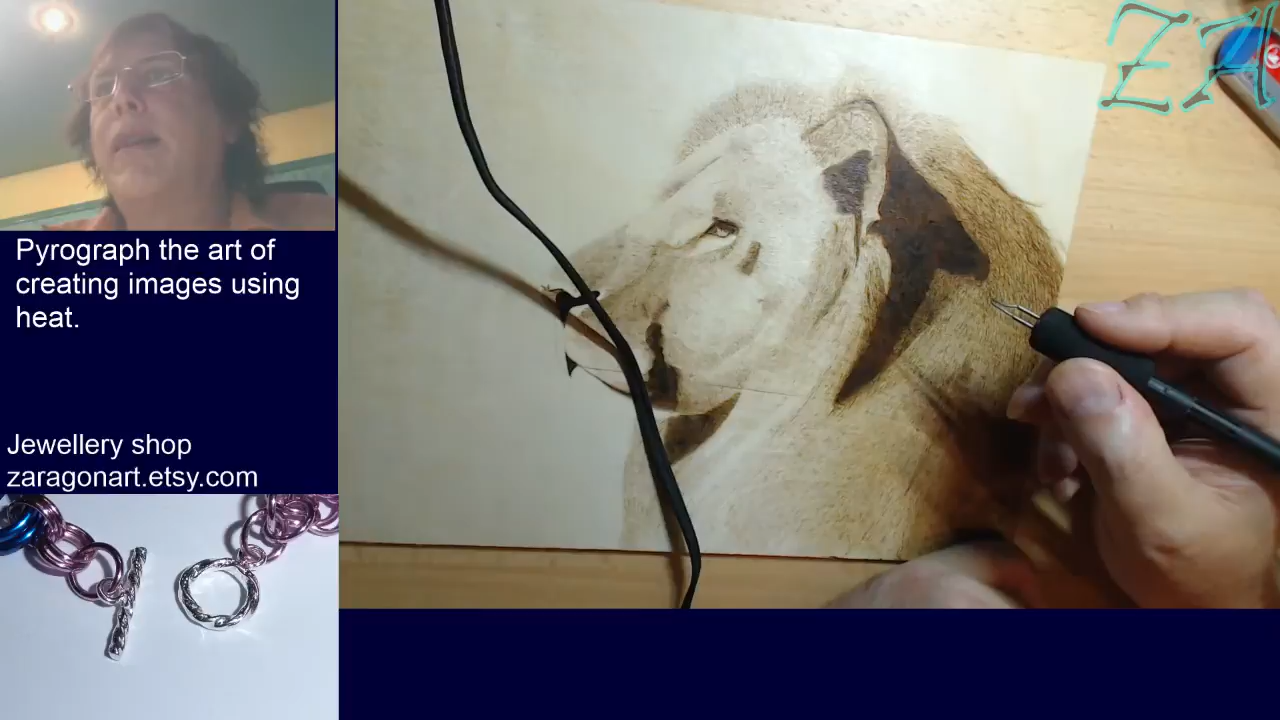 ZA
Pyrograph the art of
creating images using
heat.
Jewellery shop
zaragonart.etsy.com